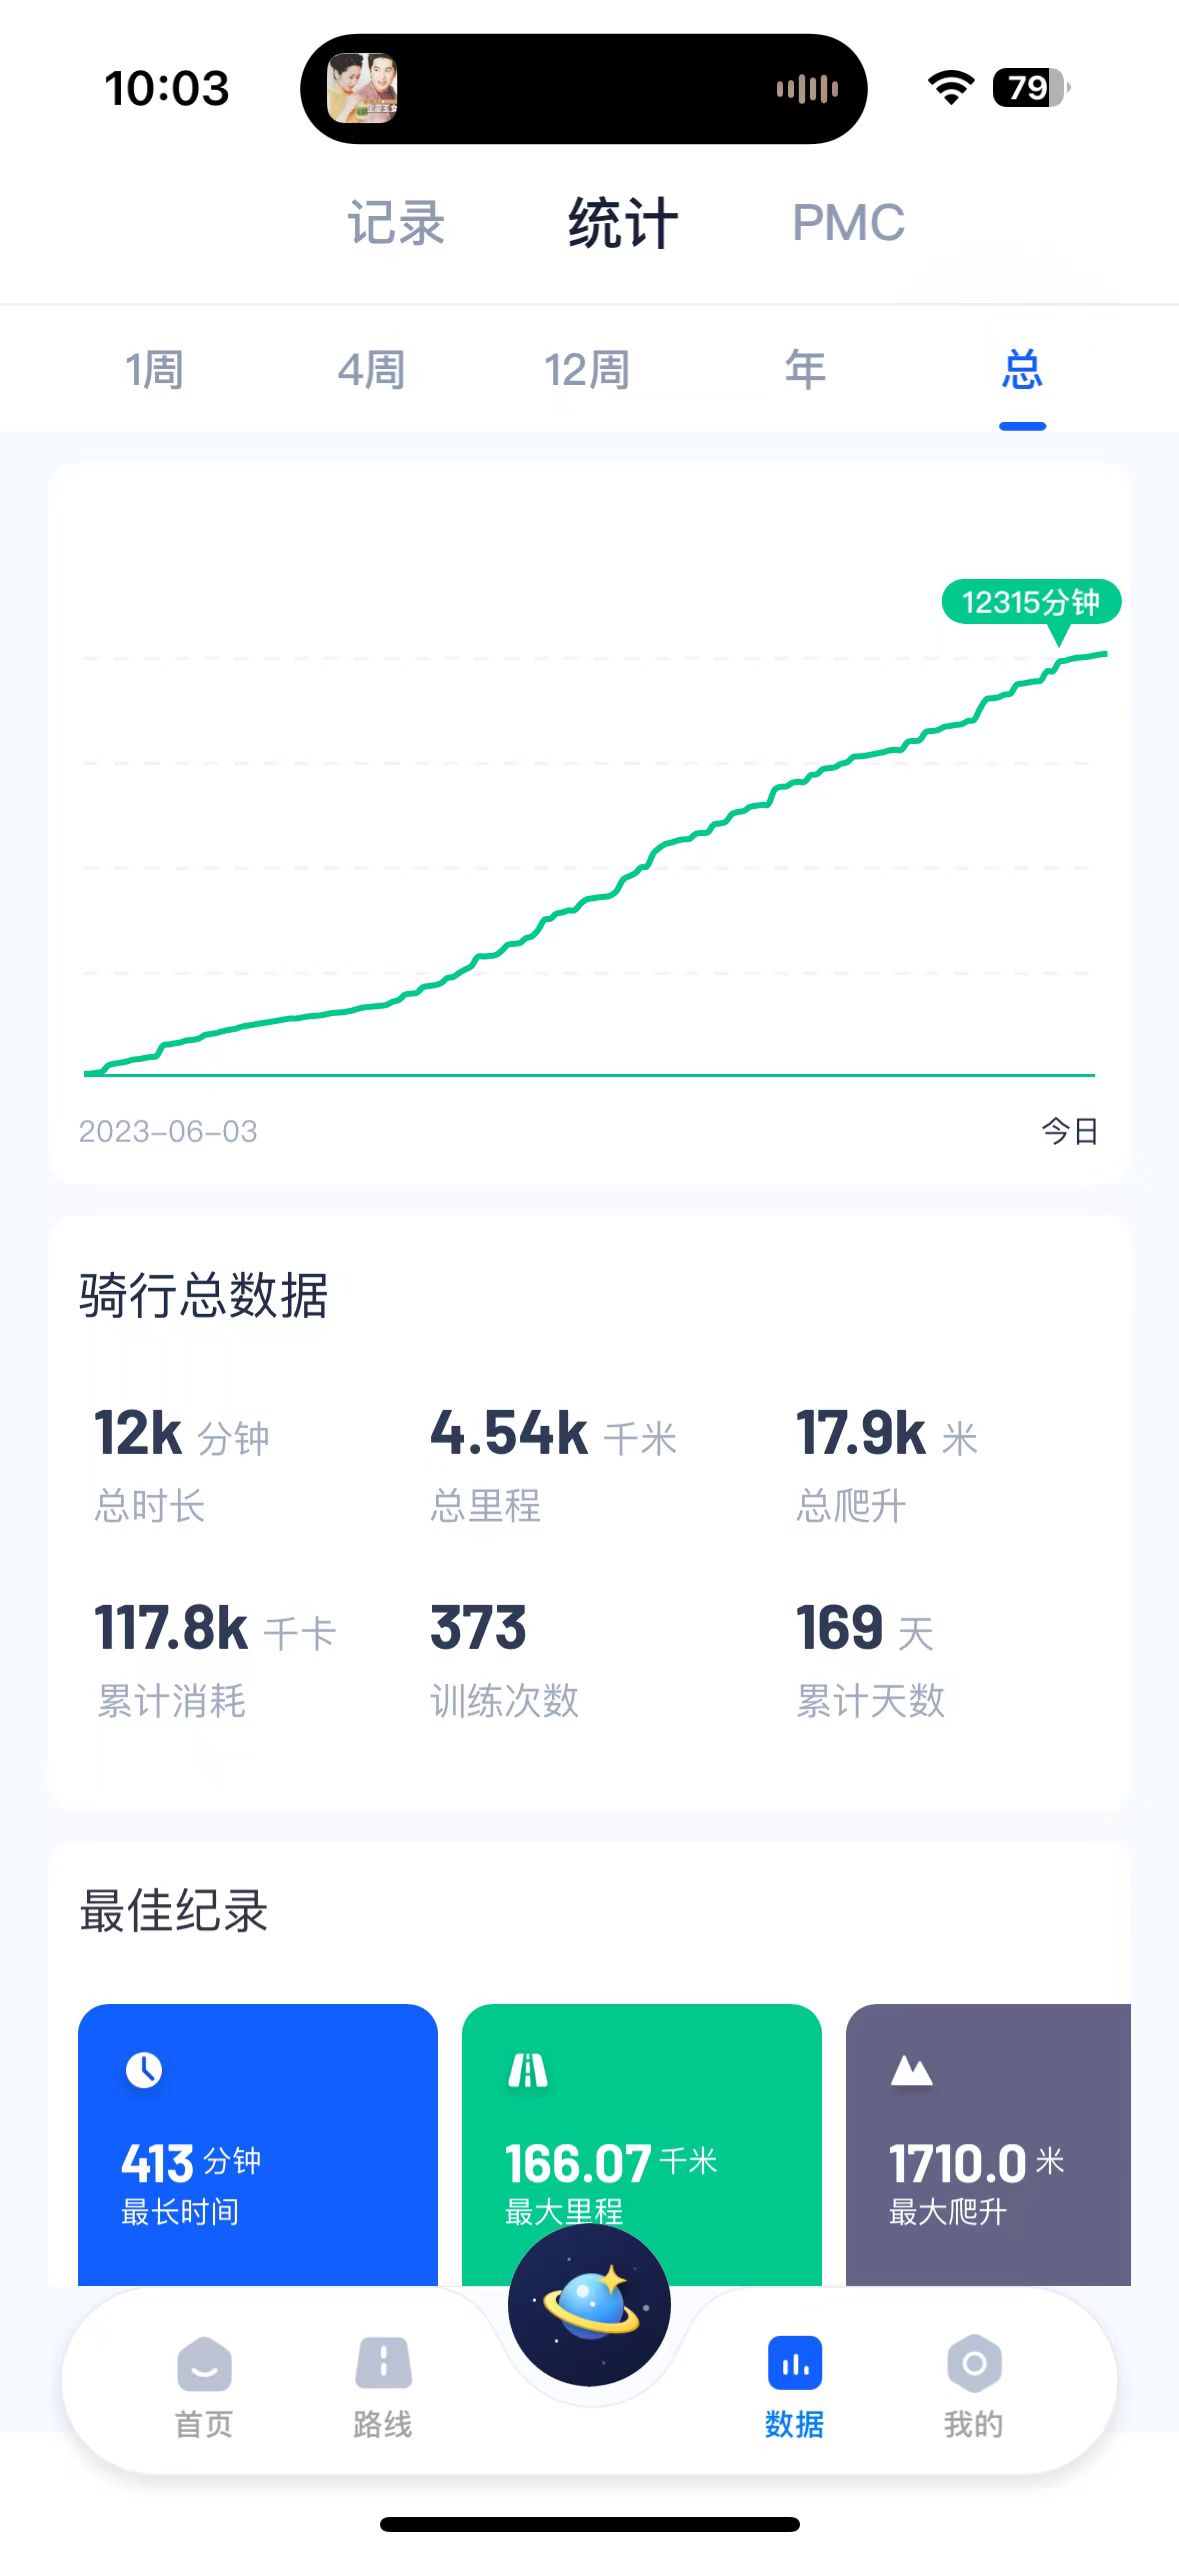 10:03
79
记录 统计 PMC
1周 4周 12周 年 总
12315分钟
2023-06-03 今日
骑行总数据
12k 分钟 4.54k 千米 17.9k 米
总时长 总里程 总爬升
117.8k 千卡 373 169 天
累计消耗 训练次数 累计天数
最佳纪录
413 分钟 166.07 千米 1710.0 米
最长时间 最大里程 最大爬升
首页 路线 数据 我的